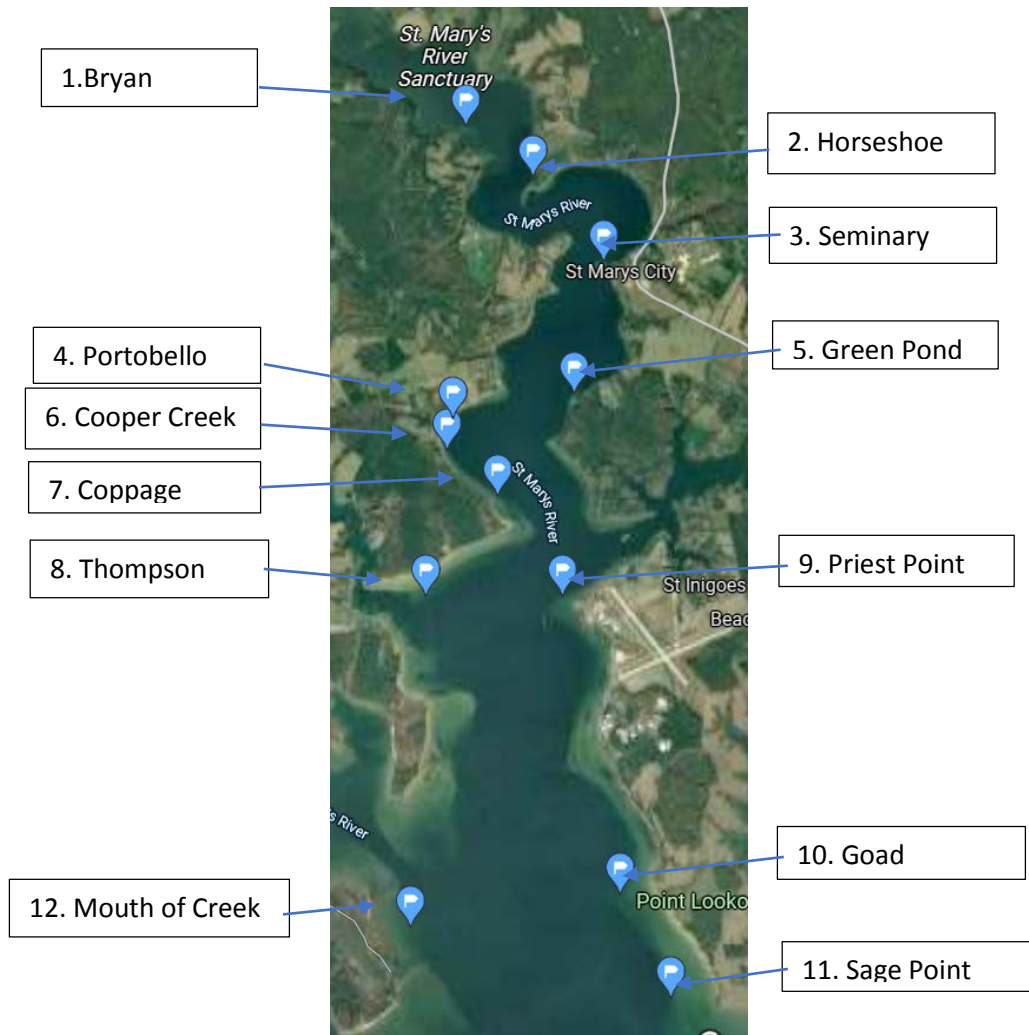 St. Mary's
River
Sanctuary
1.Bryan
2. Horseshoe
St Marys River
3. Seminary
St Marys City
4. Portobello
5. Green Pond
6. Cooper Creek
7. Coppage
St Marys River
8. Thompson
9. Priest Point
St Inigoes
Beac
's River
10. Goad
Point Looko
12. Mouth of Creek
11. Sage Point